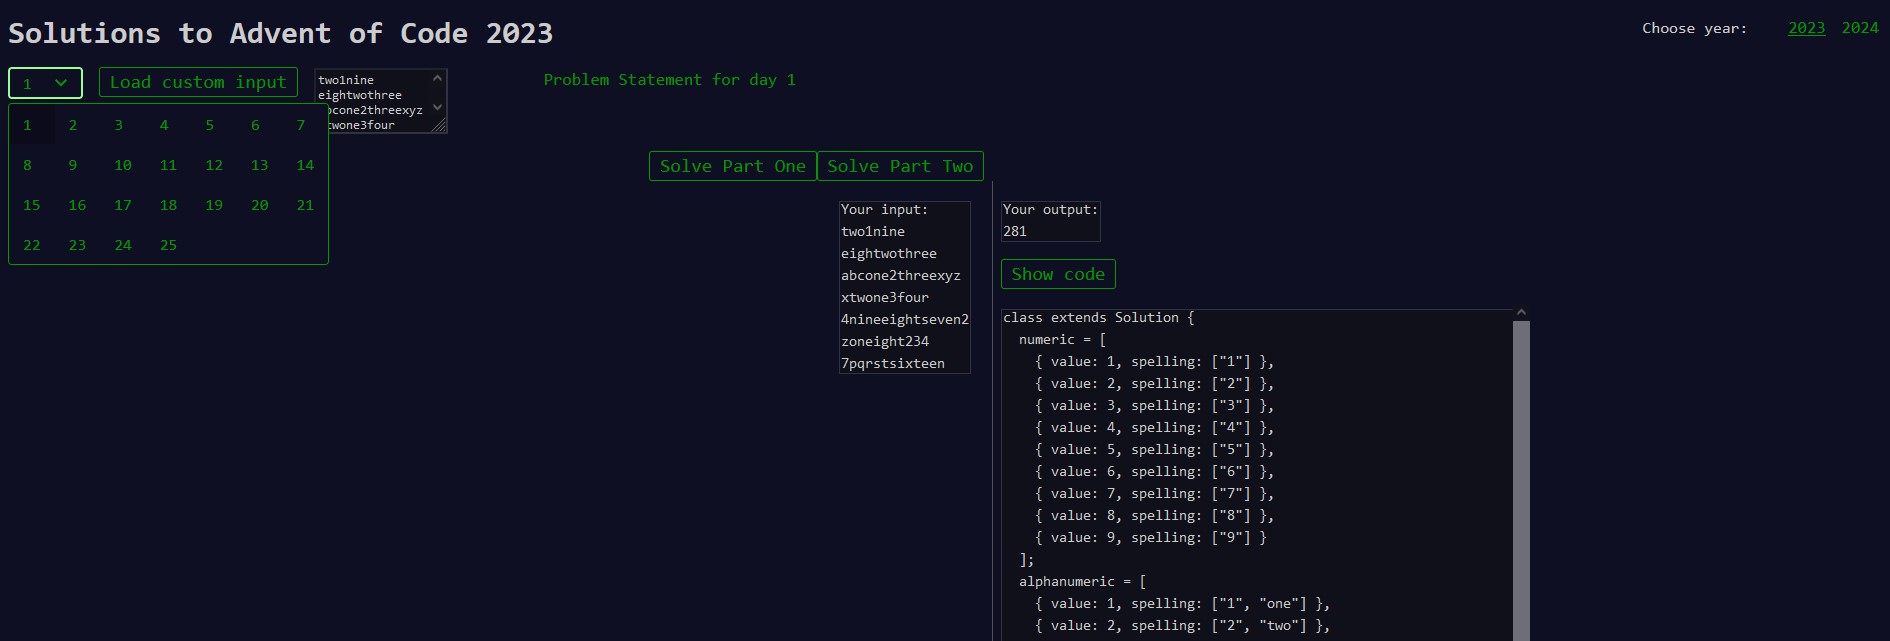 Solutions to Advent of Code 2023
Choose year: 2023 2024
1
Load custom input
two1nine
eightwothree
bcone2threexyz
twone3four
Problem Statement for day 1
1 2 3 4 5 6 7
8 9 10 11 12 13 14
15 16 17 18 19 20 21
22 23 24 25
Solve Part One
Solve Part Two
Your input:
two1nine
eightwothree
abcone2threexyz
xtwone3four
4nineeightseven2
zoneight234
7pqrstsixteen
Your output:
281
Show code
class extends Solution {
numeric = [
{ value: 1, spelling: ["1"] },
{ value: 2, spelling: ["2"] },
{ value: 3, spelling: ["3"] },
{ value: 4, spelling: ["4"] },
{ value: 5, spelling: ["5"] },
{ value: 6, spelling: ["6"] },
{ value: 7, spelling: ["7"] },
{ value: 8, spelling: ["8"] },
{ value: 9, spelling: ["9"] }
];
alphanumeric = [
{ value: 1, spelling: ["1", "one"] },
{ value: 2, spelling: ["2", "two"] },